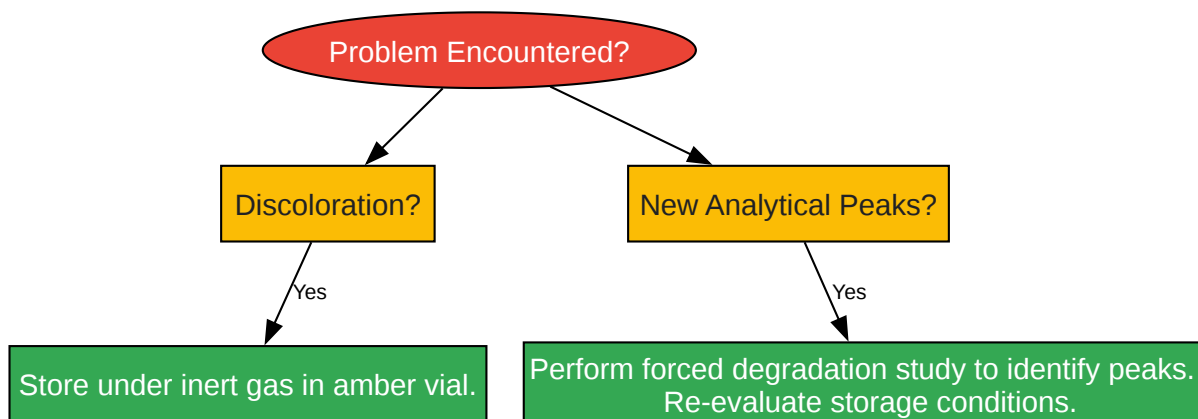 Problem Encountered?
Discoloration?
New Analytical Peaks?
Yes
Yes
Store under inert gas in amber vial.
Perform forced degradation study to identify peaks.
Re-evaluate storage conditions.